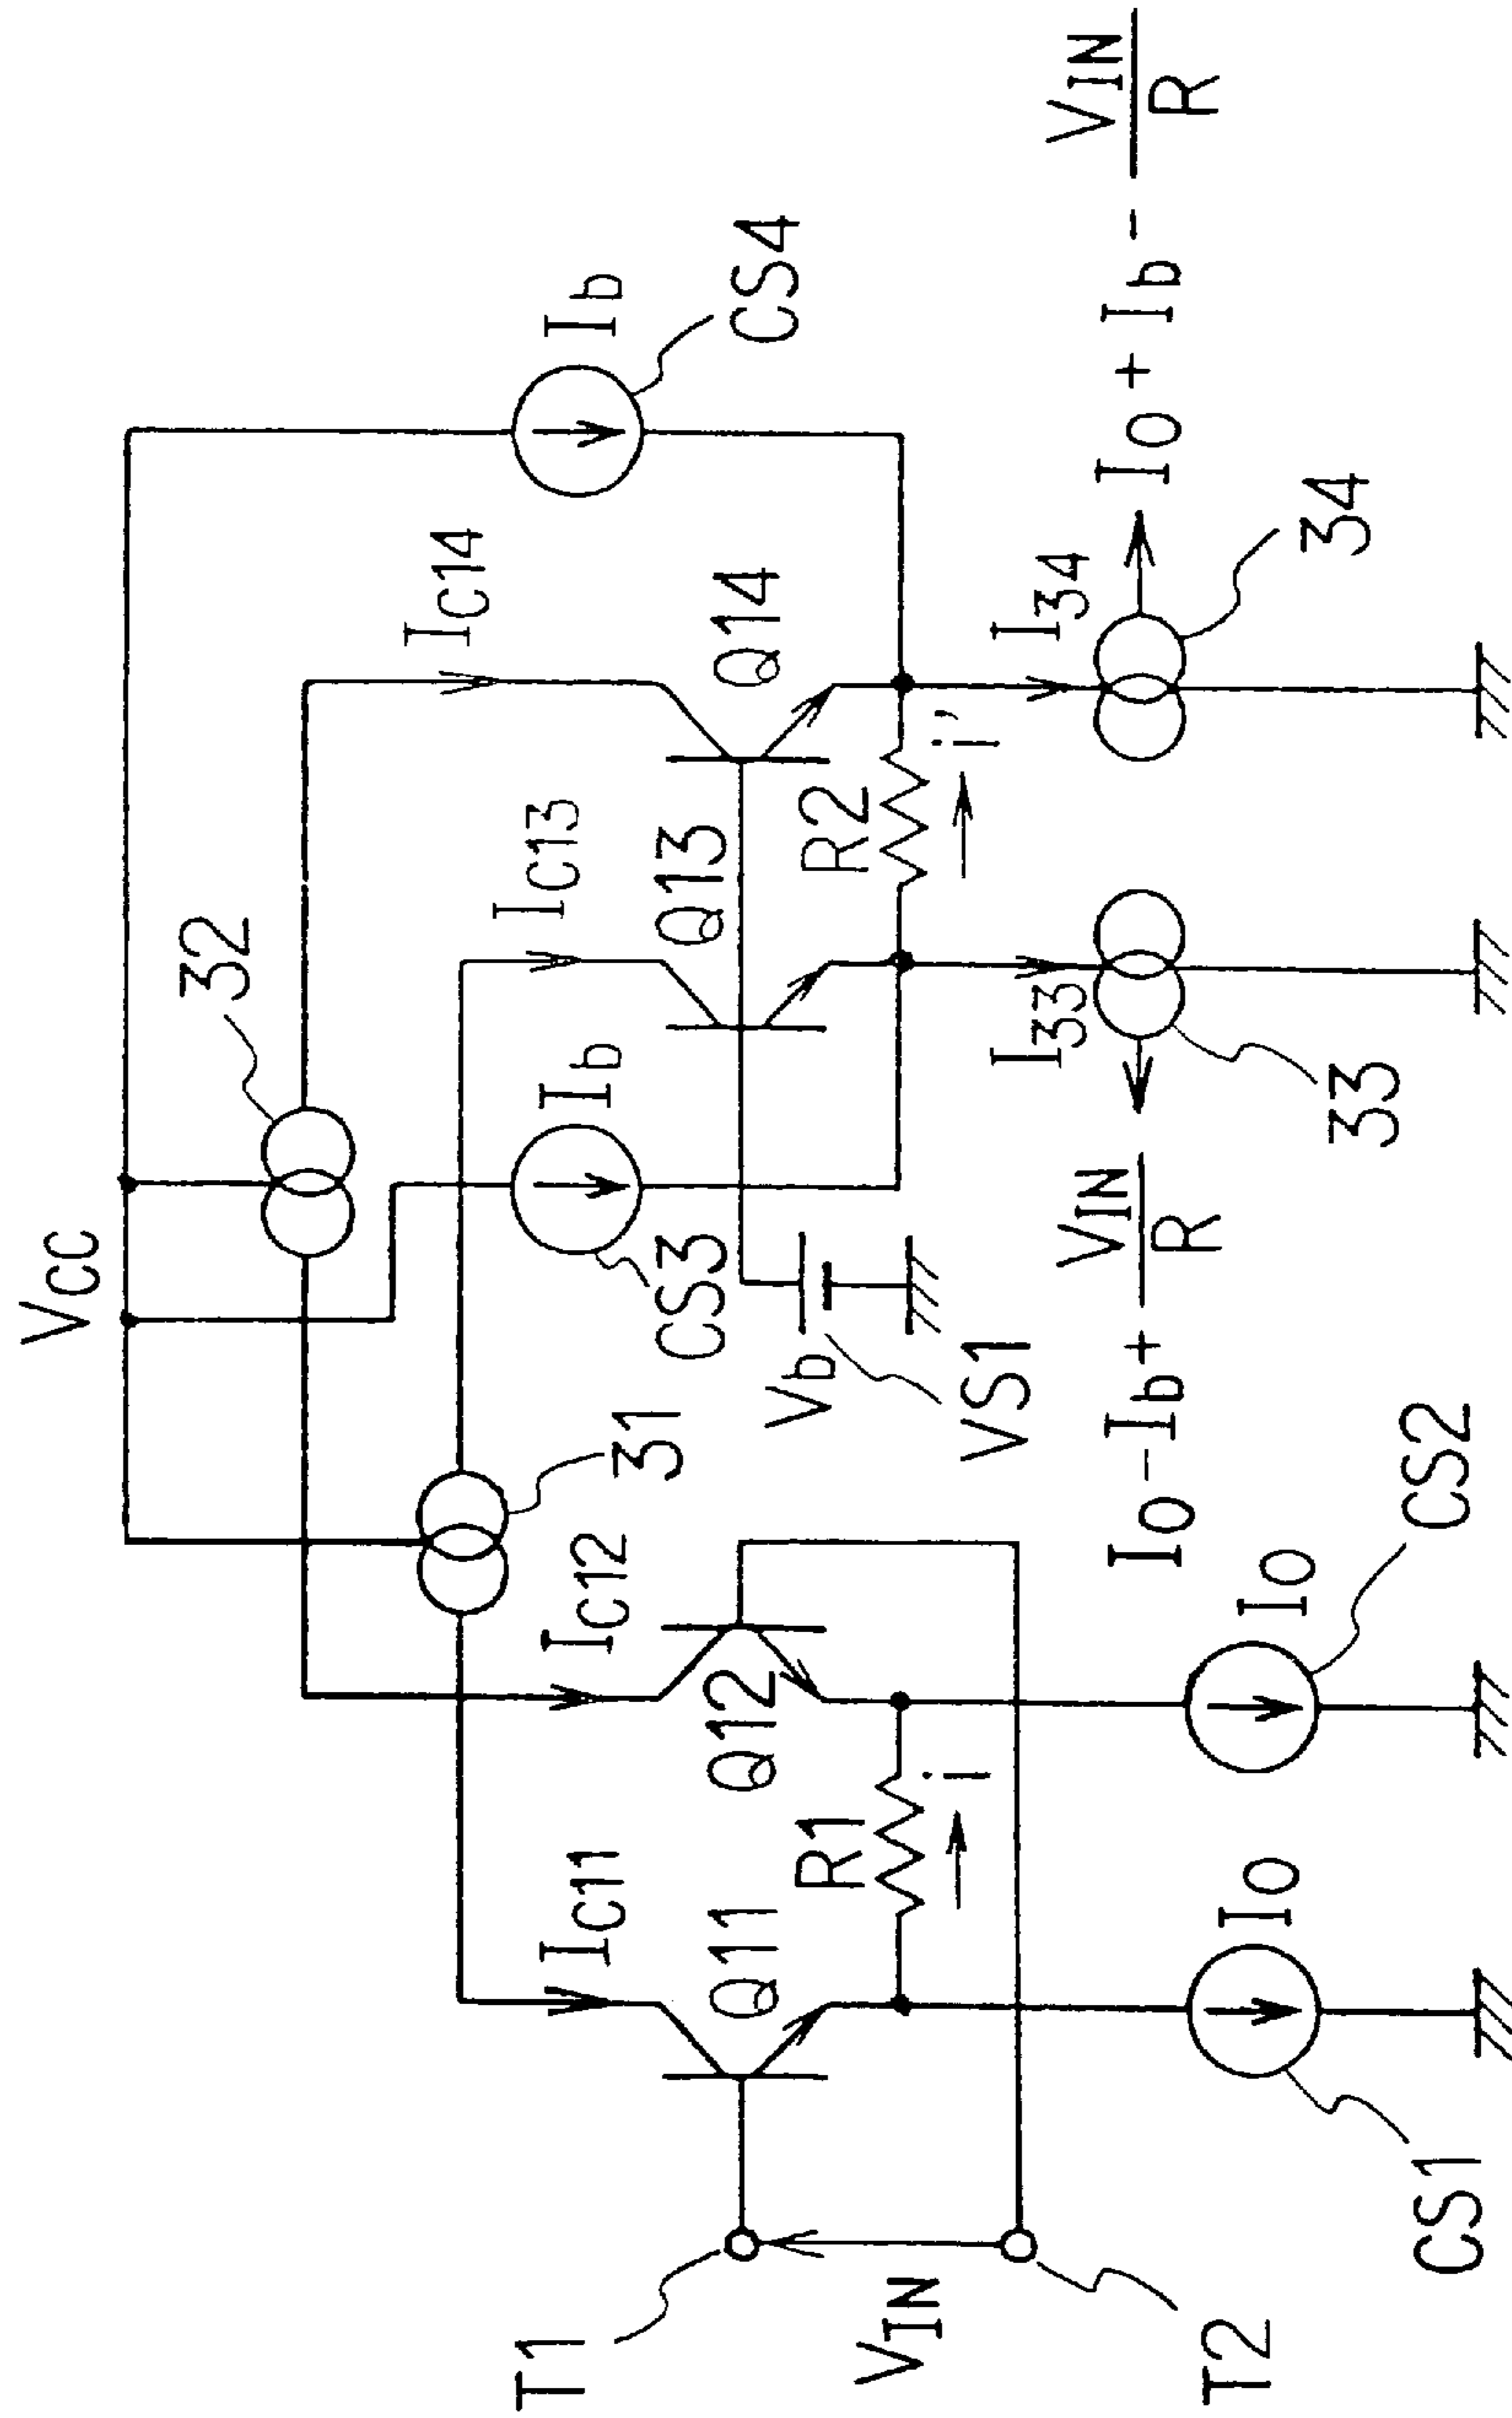 VCC
32
IC14
Ib
CS4
31
IC11
IC12
IC13
Ib
CS3
T1
Q11
Q12
Q13
Q14
VIN
R1
i
Vb
VS1
R2
i'
T2
I33
I34
IO-Ib+ VIN/R
IO+Ib- VIN/R
IO
IO
33
34
CS1
CS2